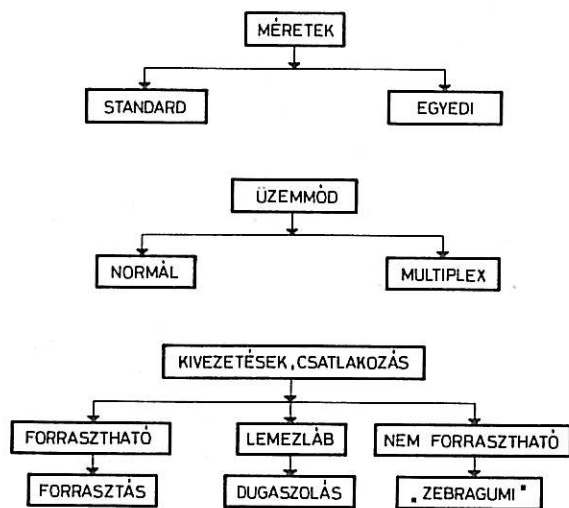 MÉRETEK
STANDARD EGYEDI
ÜZEMMÓD
NORMÁL MULTIPLEX
KIVEZETÉSEK, CSATLAKOZÁS
FORRASZTHATÓ LEMEZLÁB NEM FORRASZTHATÓ
FORRASZTÁS DUGASZOLÁS "ZEBRAGUMI"